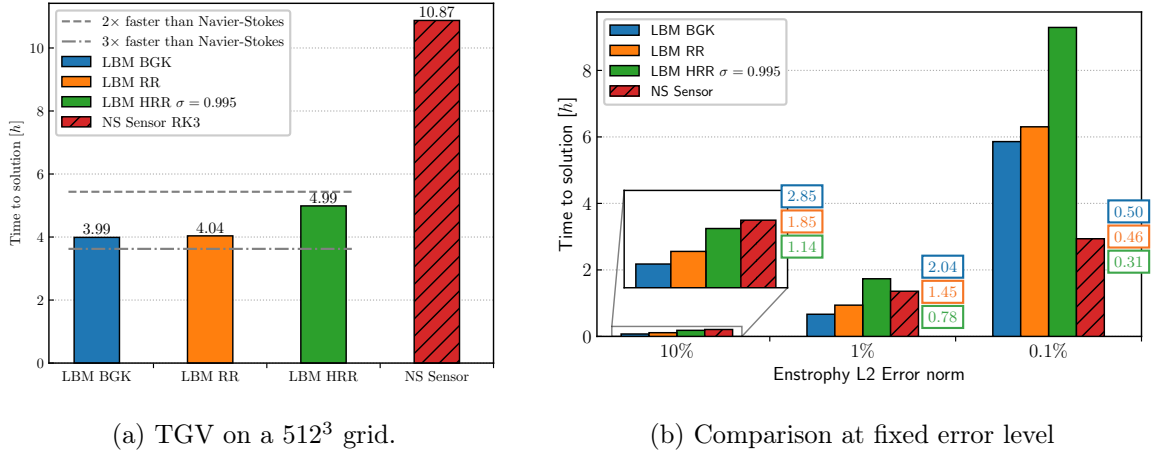 10.87
2× faster than Navier-Stokes
3× faster than Navier-Stokes
LBM BGK
LBM RR
LBM HRR σ = 0.995
NS Sensor RK3
Time to solution [h]
10
8
6
4
2
0
3.99
4.04
4.99
LBM BGK
LBM RR
LBM HRR
NS Sensor
(a) TGV on a 512³ grid.
LBM BGK
LBM RR
LBM HRR σ = 0.995
NS Sensor
Time to solution [h]
8
6
4
2
0
2.85
1.85
1.14
2.04
1.45
0.78
0.50
0.46
0.31
10%
1%
0.1%
Enstrophy L2 Error norm
(b) Comparison at fixed error level